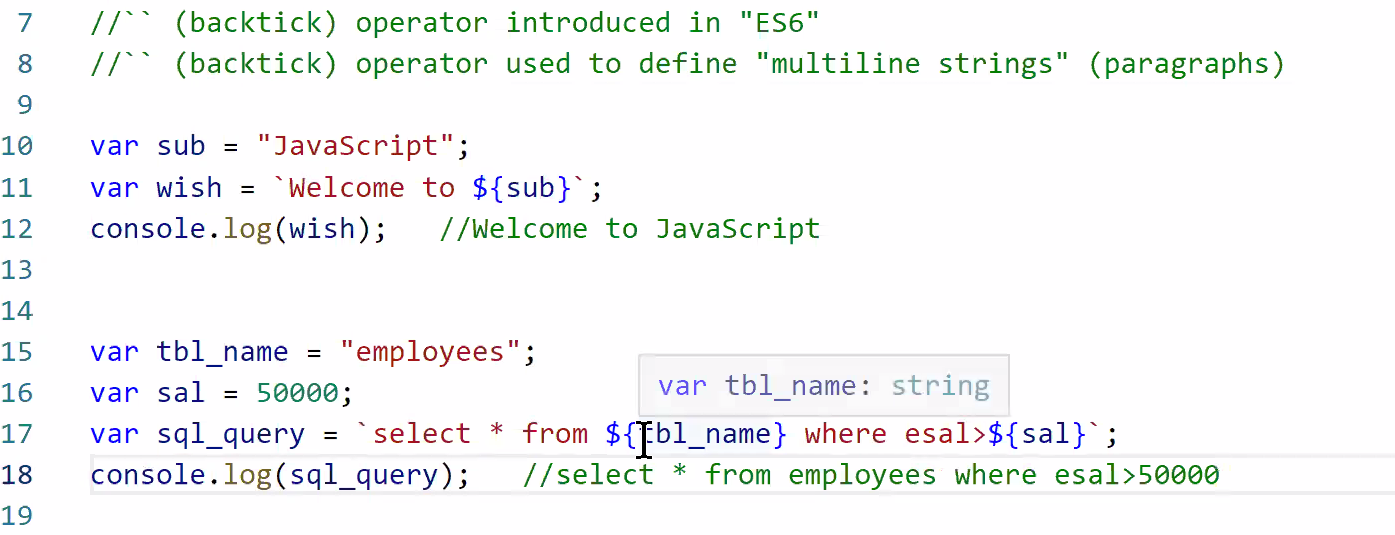 7 //`` (backtick) operator introduced in "ES6"
8 //`` (backtick) operator used to define "multiline strings" (paragraphs)
9
10 var sub = "JavaScript";
11 var wish = `Welcome to ${sub}`;
12 console.log(wish);   //Welcome to JavaScript
13
14
15 var tbl_name = "employees";
var tbl_name: string
16 var sal = 50000;
17 var sql_query = `select * from ${tbl_name} where esal>${sal}`;
18 console.log(sql_query);   //select * from employees where esal>50000
19